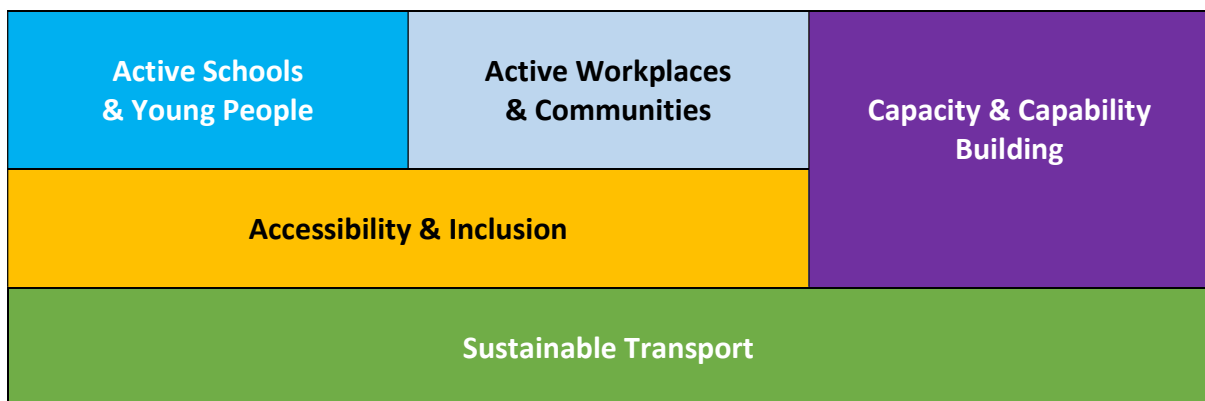 Active Schools
& Young People
Active Workplaces
& Communities
Capacity & Capability
Building
Accessibility & Inclusion
Sustainable Transport